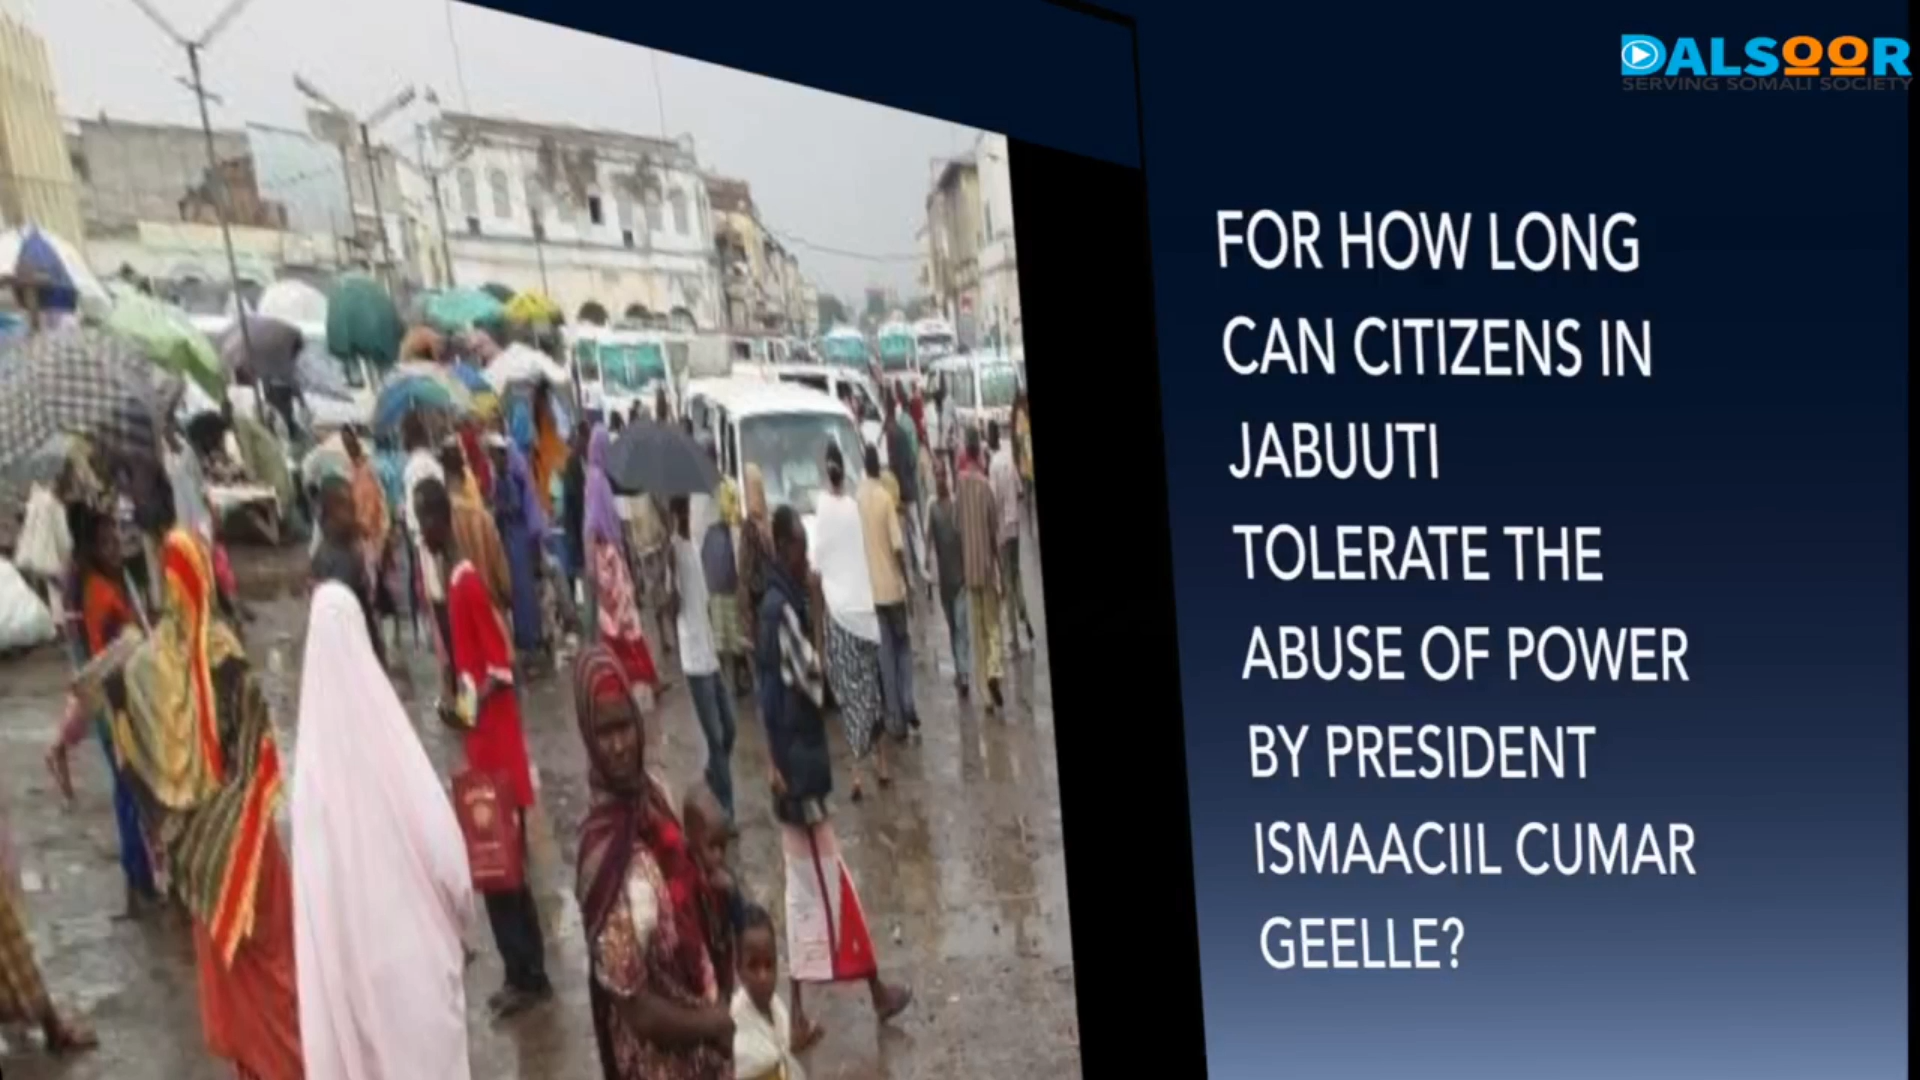 DALSOOR
SERVING SOMALI SOCIETY
FOR HOW LONG
CAN CITIZENS IN
JABUUTI
TOLERATE THE
ABUSE OF POWER
BY PRESIDENT
ISMAACIIL CUMAR
GEELLE?